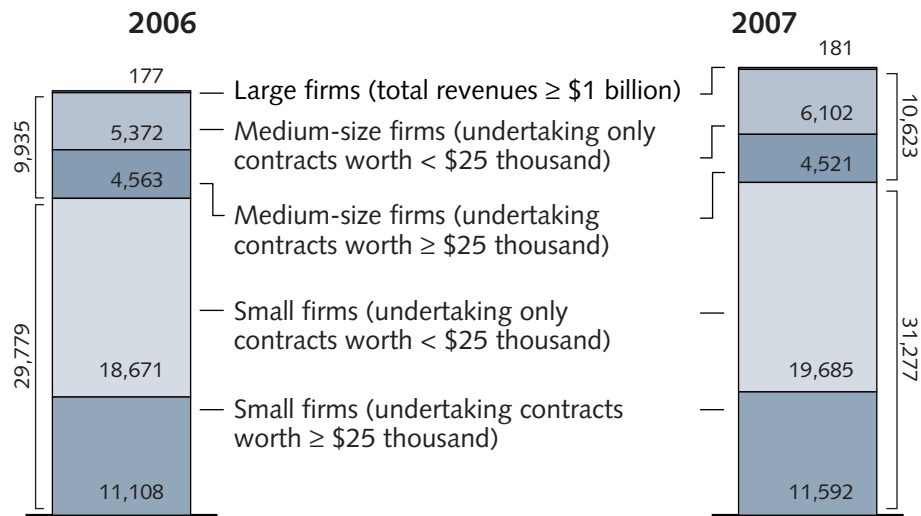 2006
2007
177
181
Large firms (total revenues ≥ $1 billion)
9,935
5,372
Medium-size firms (undertaking only
contracts worth < $25 thousand)
6,102
10,623
4,563
4,521
Medium-size firms (undertaking
contracts worth ≥ $25 thousand)
29,779
18,671
Small firms (undertaking only
contracts worth < $25 thousand)
19,685
31,277
Small firms (undertaking contracts
worth ≥ $25 thousand)
11,108
11,592